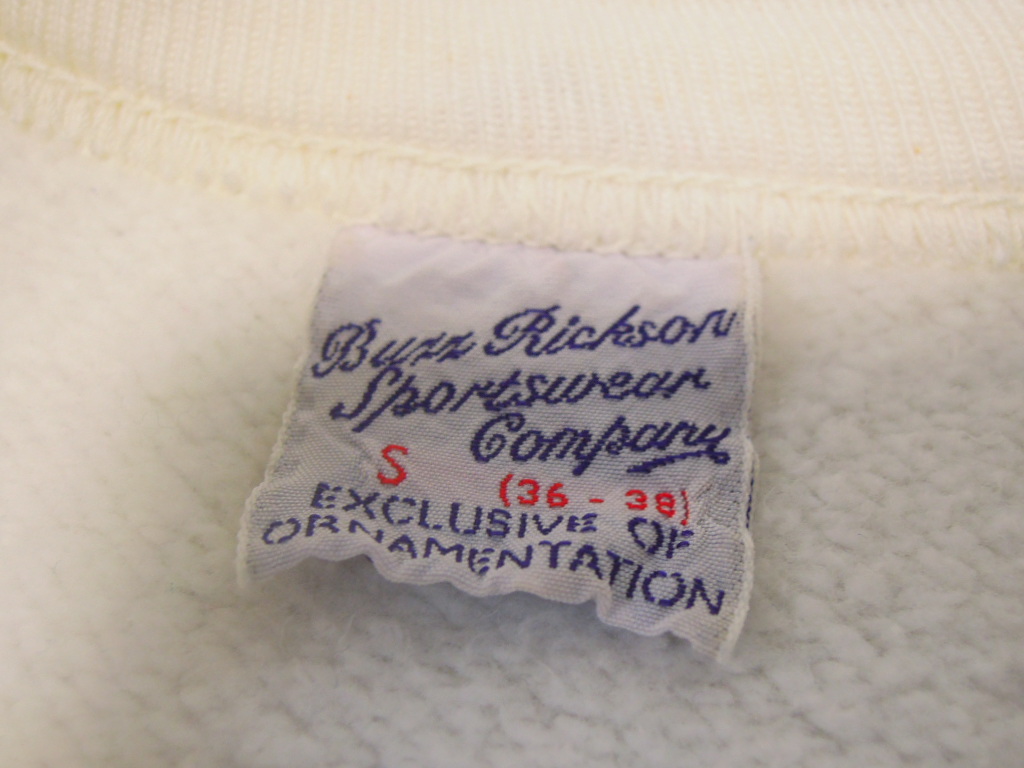 Buzz Rickson
Sportswear
Company
S (36 - 38)
EXCLUSIVE OF
ORNAMENTATION